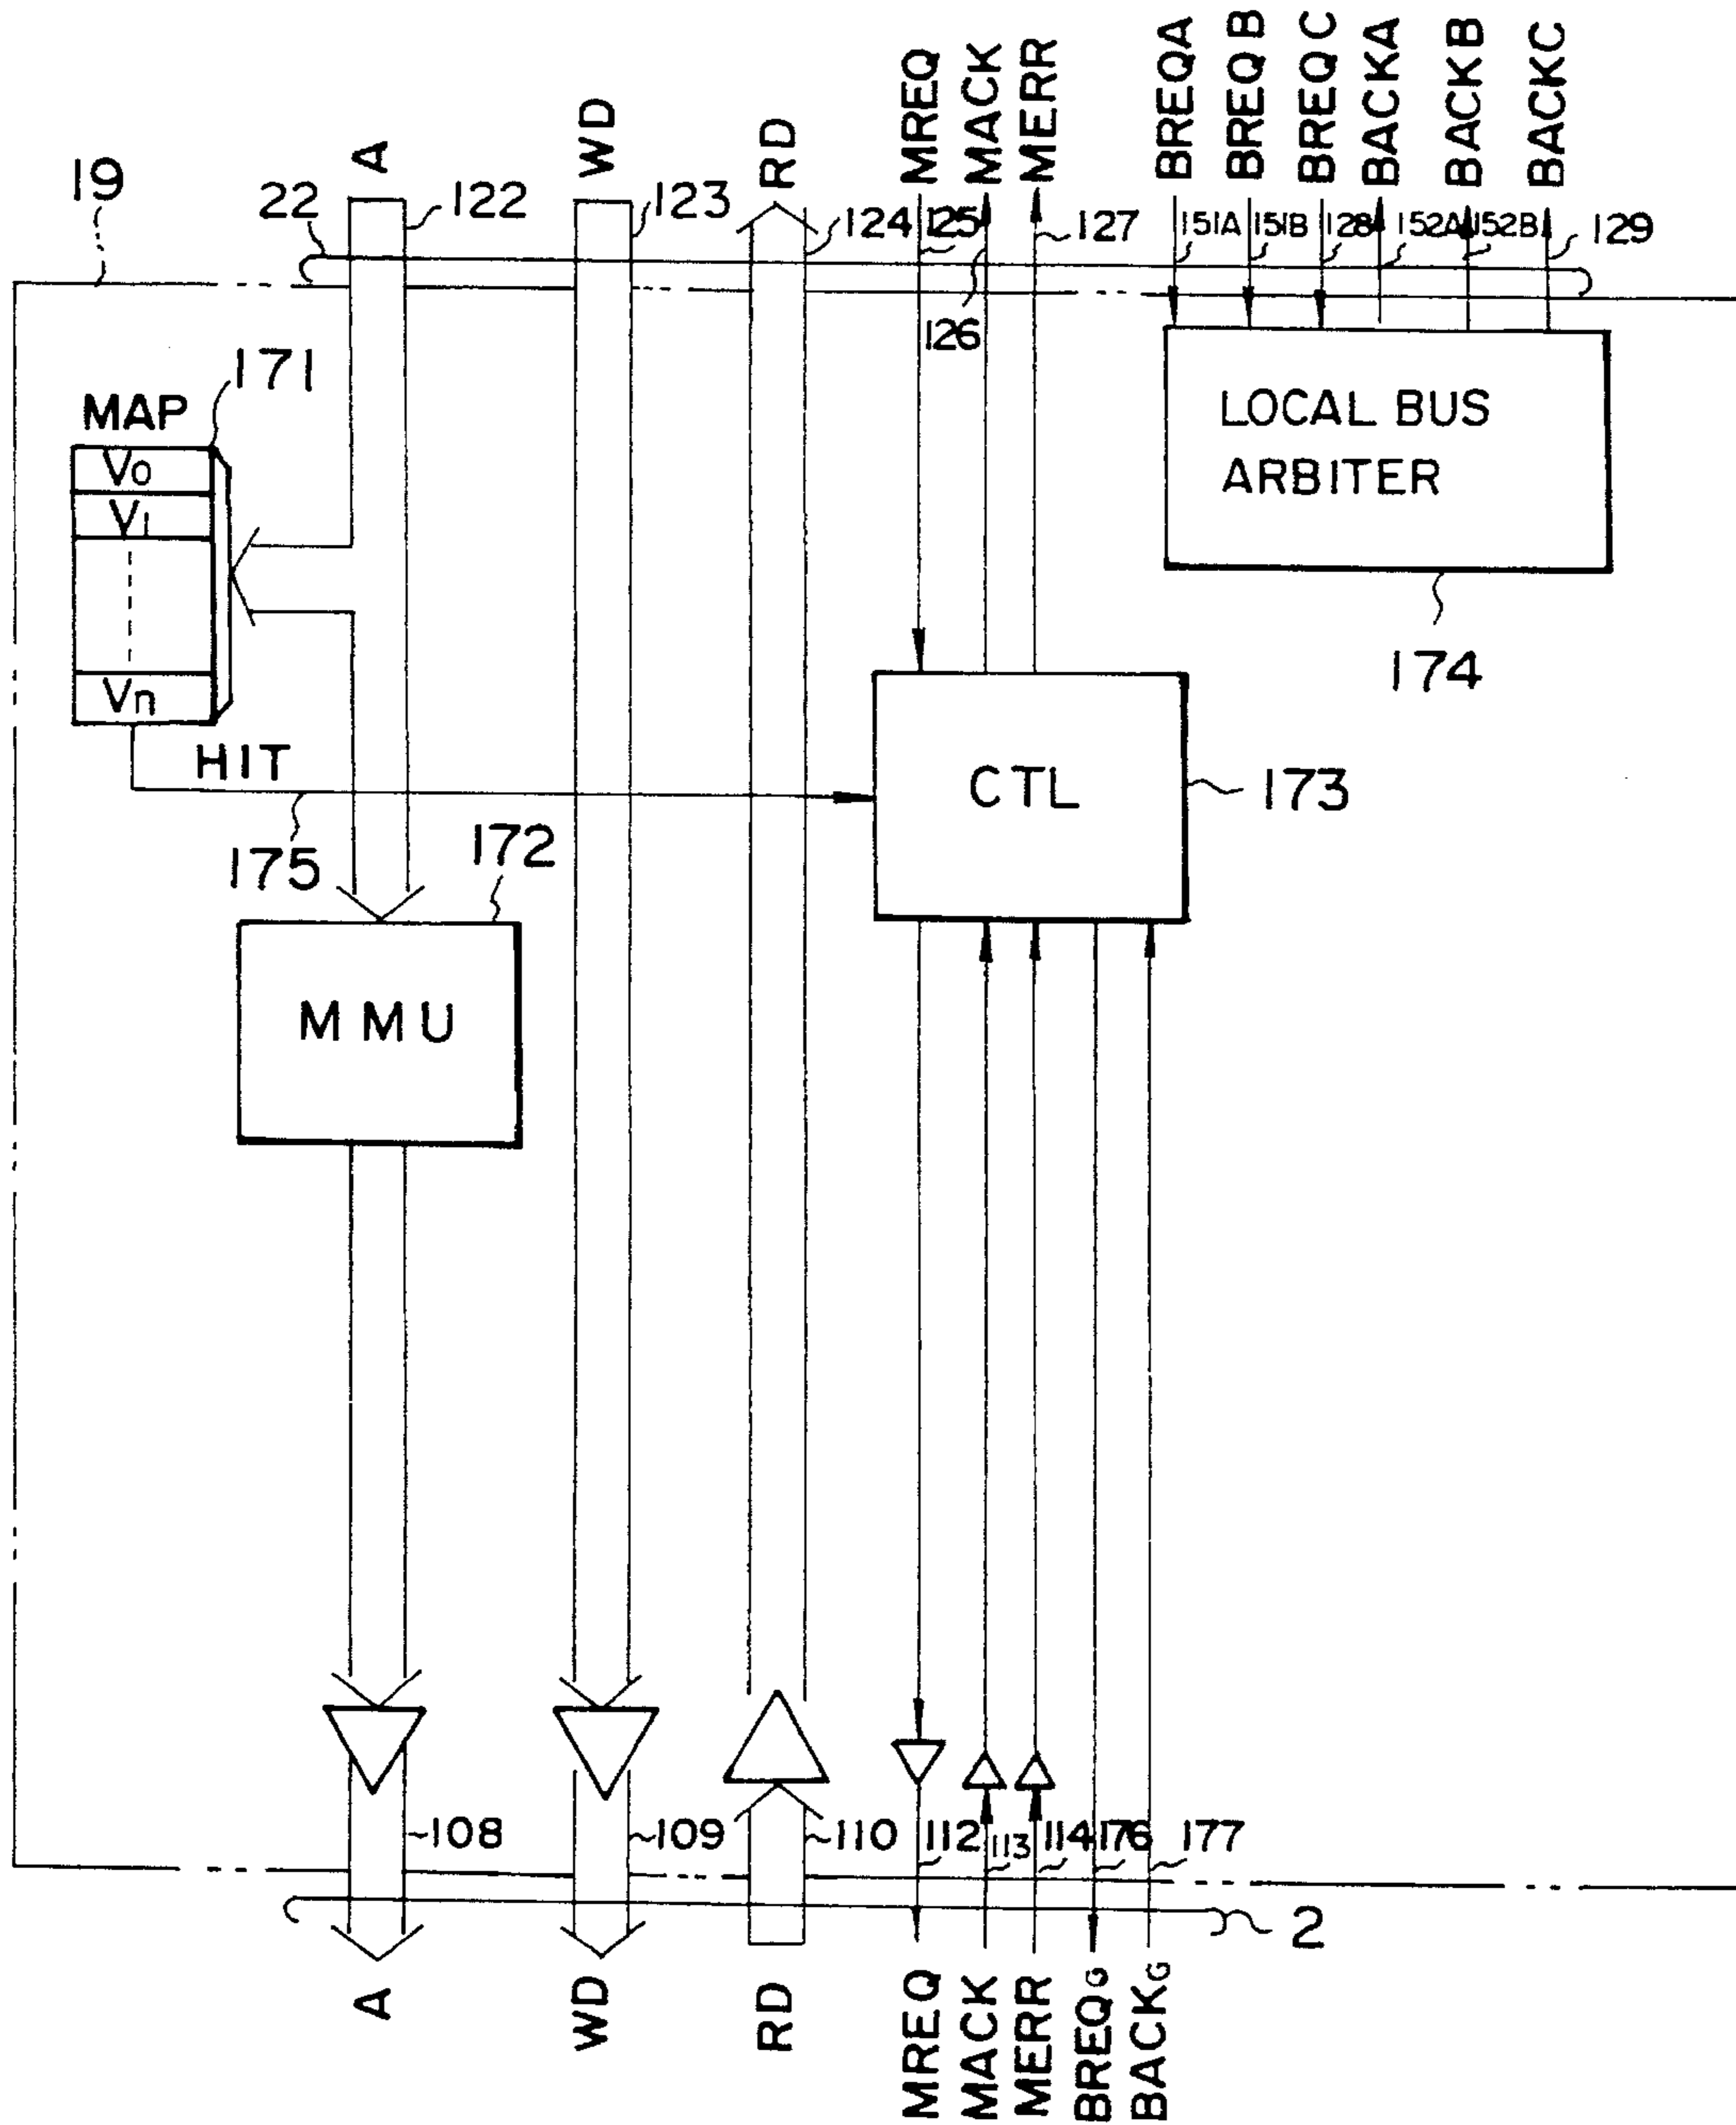 A
WD
RD
MREQ
MACK
MERR
BREQA
BREQB
BREQC
BACKA
BACKB
BACKC
19
22
122
123
124
125
126
127
151A
151B
128
152A
152B
129
MAP
171
V0
V1
Vn
LOCAL BUS
ARBITER
174
HIT
175
CTL
173
172
MMU
108
109
110
112
113
114
176
177
2
A
WD
RD
MREQ
MACK
MERR
BREQG
BACKG